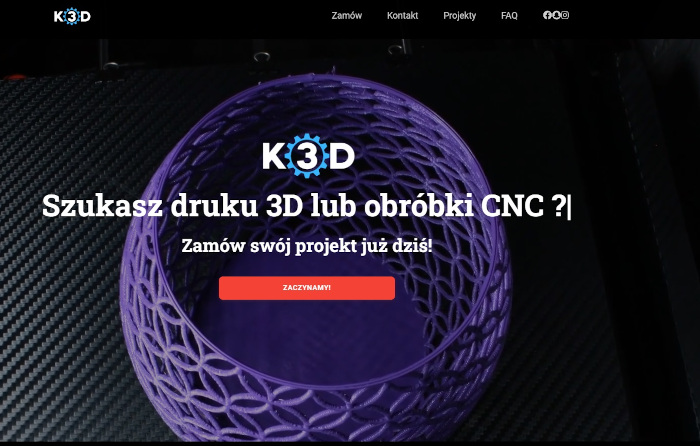 K3D
Zamów Kontakt Projekty FAQ
K3D
Szukasz druku 3D lub obróbki CNC ?|
Zamów swój projekt już dziś!
ZACZYNAMY!